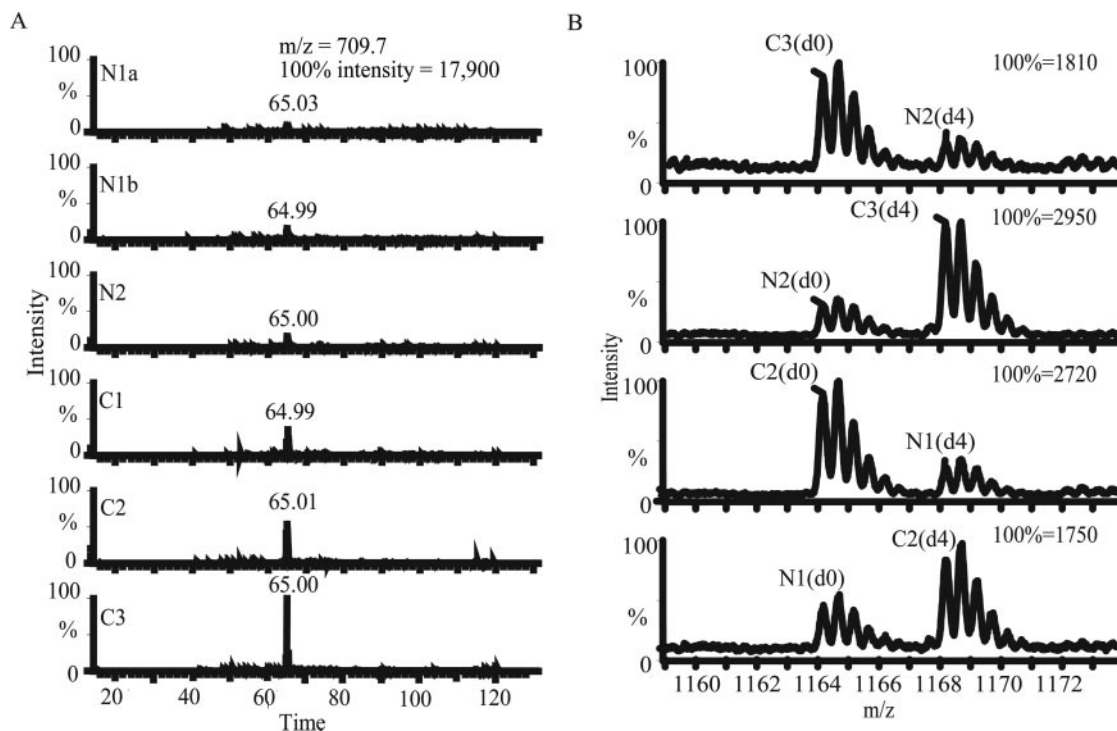 A
m/z = 709.7
100% intensity = 17,900
100
%
0
N1a
65.03
100
%
0
N1b
64.99
100
%
0
N2
65.00
100
%
0
C1
64.99
100
%
0
C2
65.01
100
%
0
C3
65.00
Intensity
20 40 60 80 100 120
Time
B
C3(d0)
100%=1810
100
%
0
N2(d4)
C3(d4)
100%=2950
100
%
0
N2(d0)
C2(d0)
100%=2720
100
%
0
N1(d4)
C2(d4)
100%=1750
100
%
0
N1(d0)
Intensity
1160 1162 1164 1166 1168 1170 1172
m/z